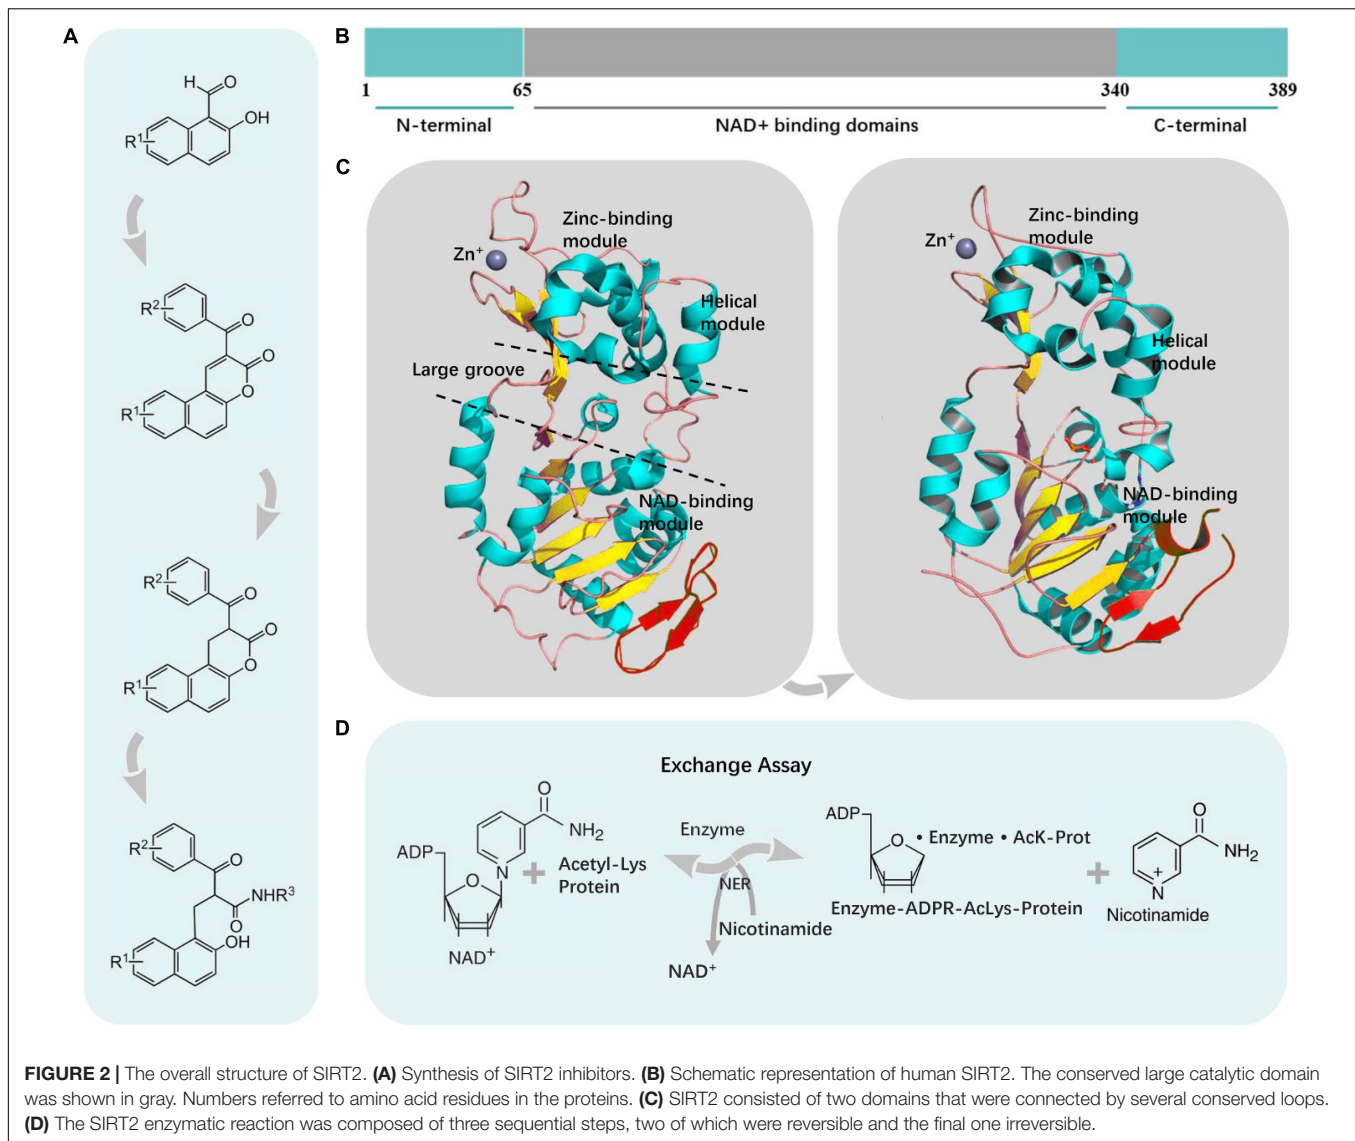 A
H
O
OH
R1
R2
O
O
O
R1
R2
O
O
O
R1
R2
O
NHR3
O
OH
R1
B
1
65
340
389
N-terminal
NAD+ binding domains
C-terminal
C
Zinc-binding
module
Zn+
Helical
module
Large groove
NAD-binding
module
Zinc-binding
module
Zn+
Helical
module
NAD-binding
module
D
Exchange Assay
O
NH2
ADP
N
O
NAD+
+
Acetyl-Lys
Protein
Enzyme
NER
Nicotinamide
NAD+
ADP
O
• Enzyme • AcK-Prot
Enzyme-ADPR-AcLys-Protein
+
O
NH2
+
N
Nicotinamide
FIGURE 2 | The overall structure of SIRT2. (A) Synthesis of SIRT2 inhibitors. (B) Schematic representation of human SIRT2. The conserved large catalytic domain
was shown in gray. Numbers referred to amino acid residues in the proteins. (C) SIRT2 consisted of two domains that were connected by several conserved loops.
(D) The SIRT2 enzymatic reaction was composed of three sequential steps, two of which were reversible and the final one irreversible.